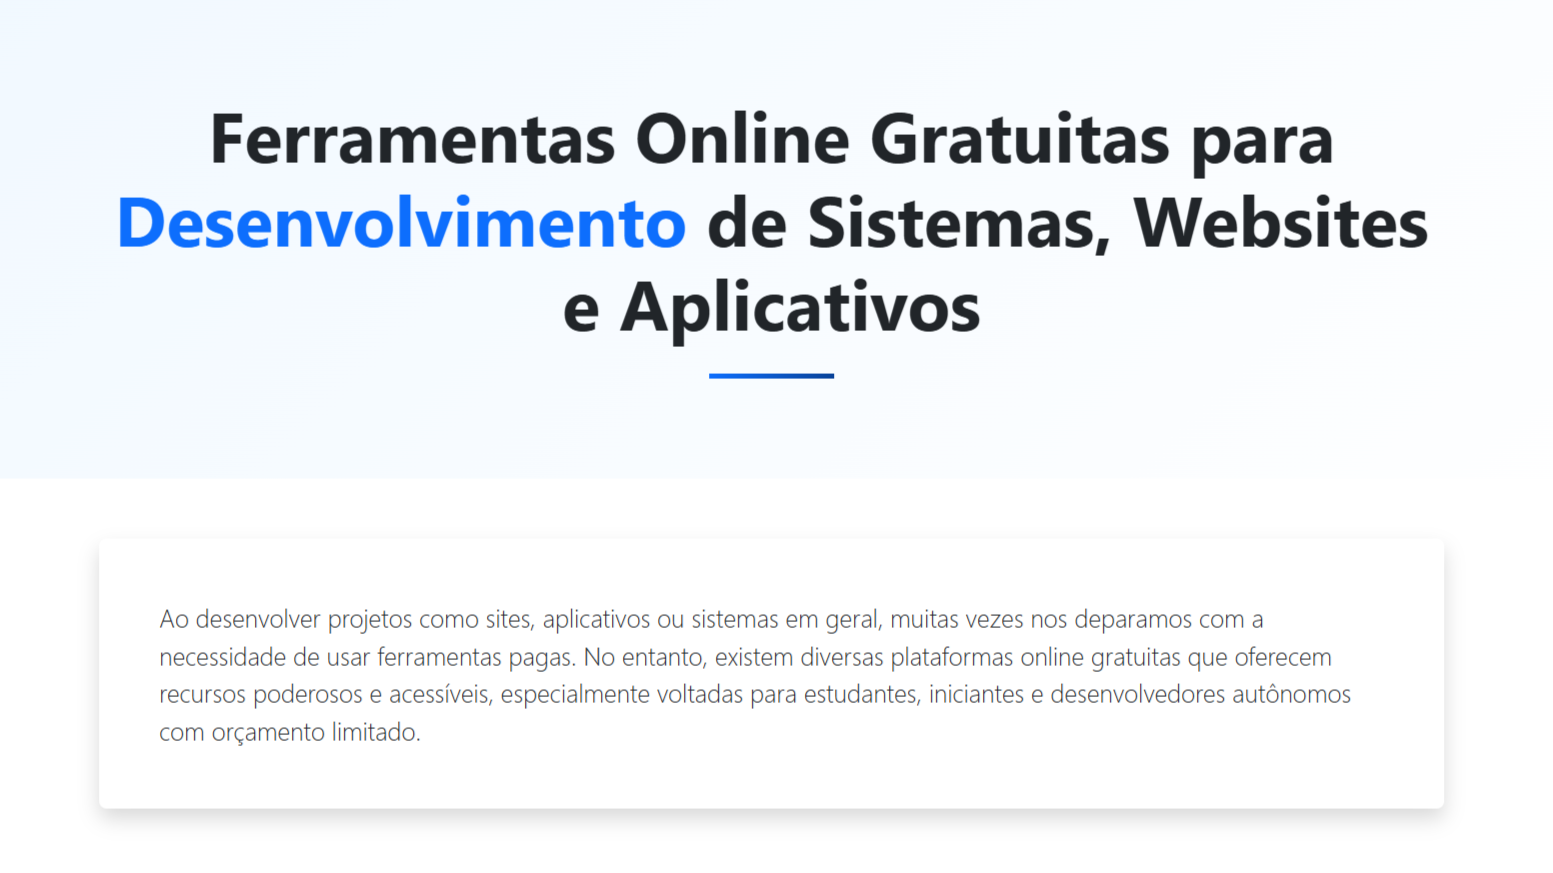 Ferramentas Online Gratuitas para
Desenvolvimento de Sistemas, Websites
e Aplicativos
Ao desenvolver projetos como sites, aplicativos ou sistemas em geral, muitas vezes nos deparamos com a
necessidade de usar ferramentas pagas. No entanto, existem diversas plataformas online gratuitas que oferecem
recursos poderosos e acessíveis, especialmente voltadas para estudantes, iniciantes e desenvolvedores autônomos
com orçamento limitado.